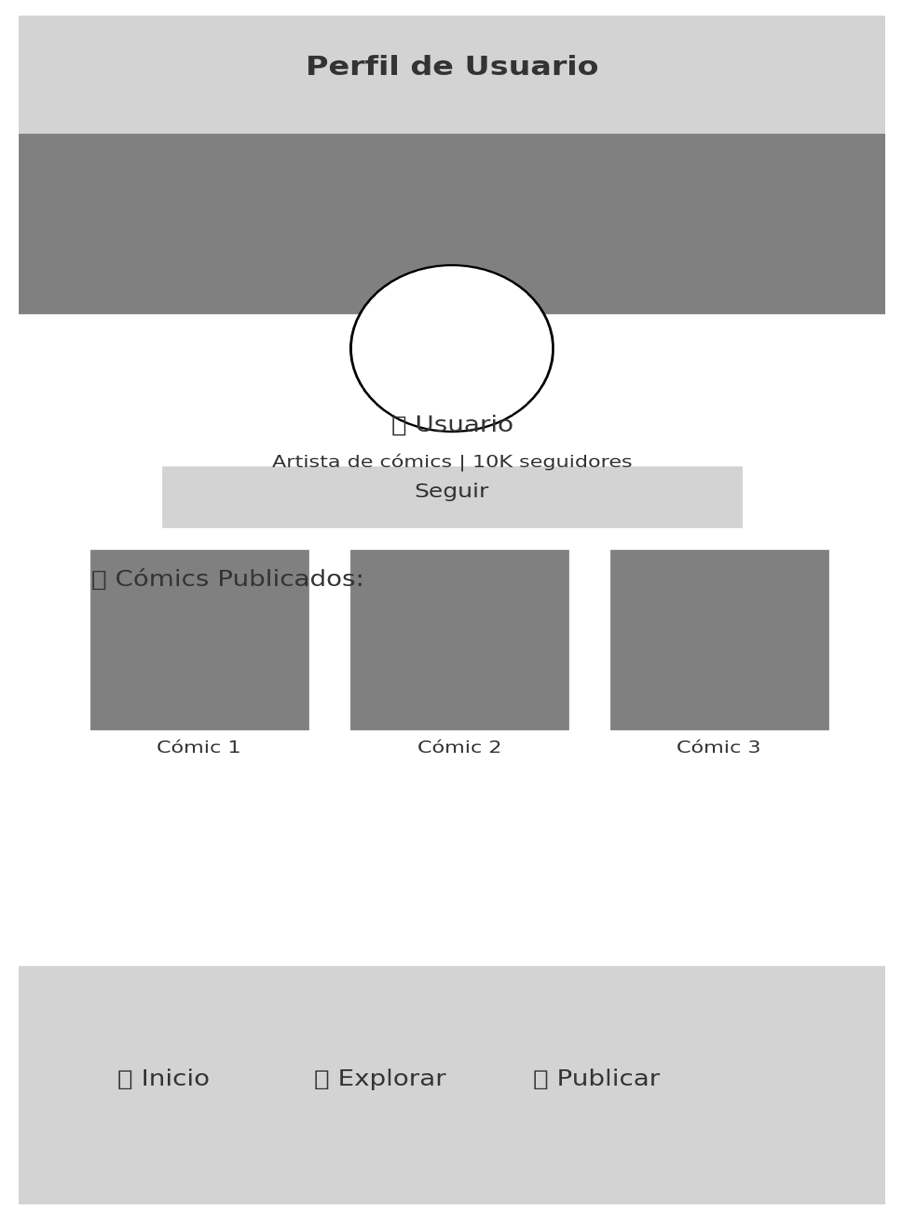 Perfil de Usuario
Usuario
Artista de cómics | 10K seguidores
Seguir
Cómics Publicados:
Cómic 1 Cómic 2 Cómic 3
Inicio Explorar Publicar